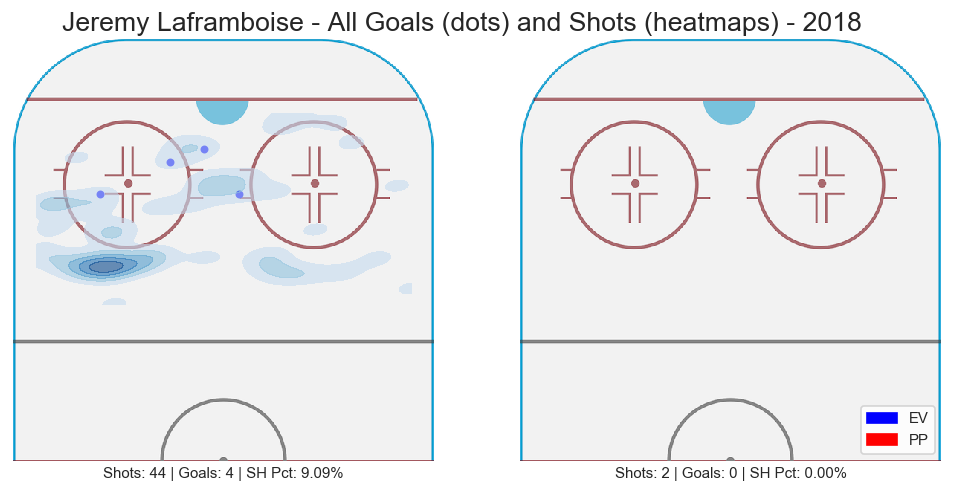 Jeremy Laframboise - All Goals (dots) and Shots (heatmaps) - 2018
EV
PP
Shots: 44 | Goals: 4 | SH Pct: 9.09%
Shots: 2 | Goals: 0 | SH Pct: 0.00%